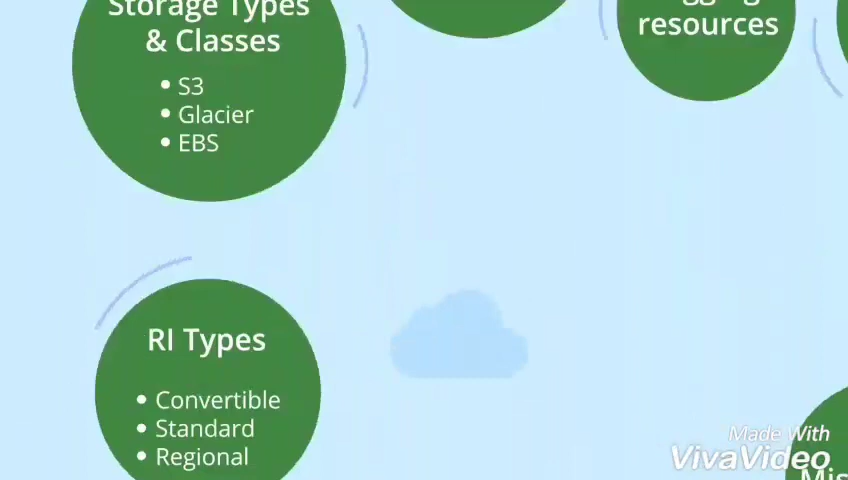 Storage Types
& Classes
• S3
• Glacier
• EBS
resources
RI Types
• Convertible
• Standard
• Regional
Made With
VivaVideo